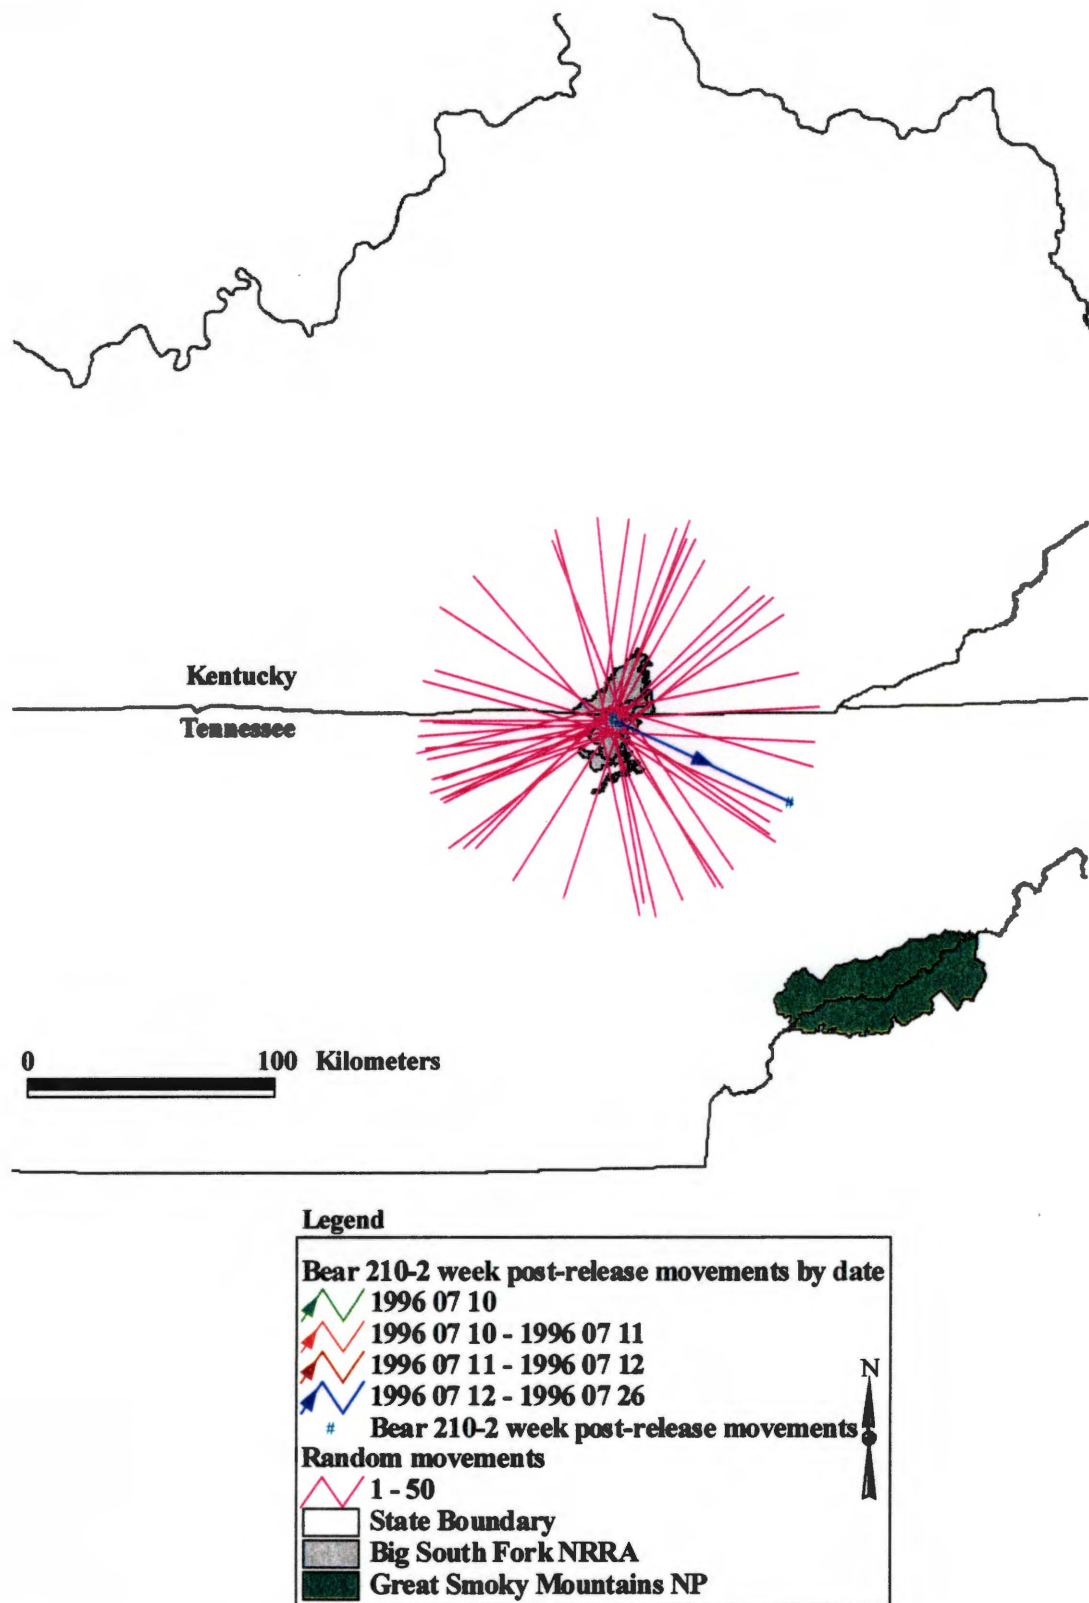 Kentucky
Tennessee
0 100 Kilometers
Legend
Bear 210-2 week post-release movements by date
1996 07 10
1996 07 10 - 1996 07 11
1996 07 11 - 1996 07 12
1996 07 12 - 1996 07 26
# Bear 210-2 week post-release movements
N
Random movements
1 - 50
State Boundary
Big South Fork NRRA
Great Smoky Mountains NP